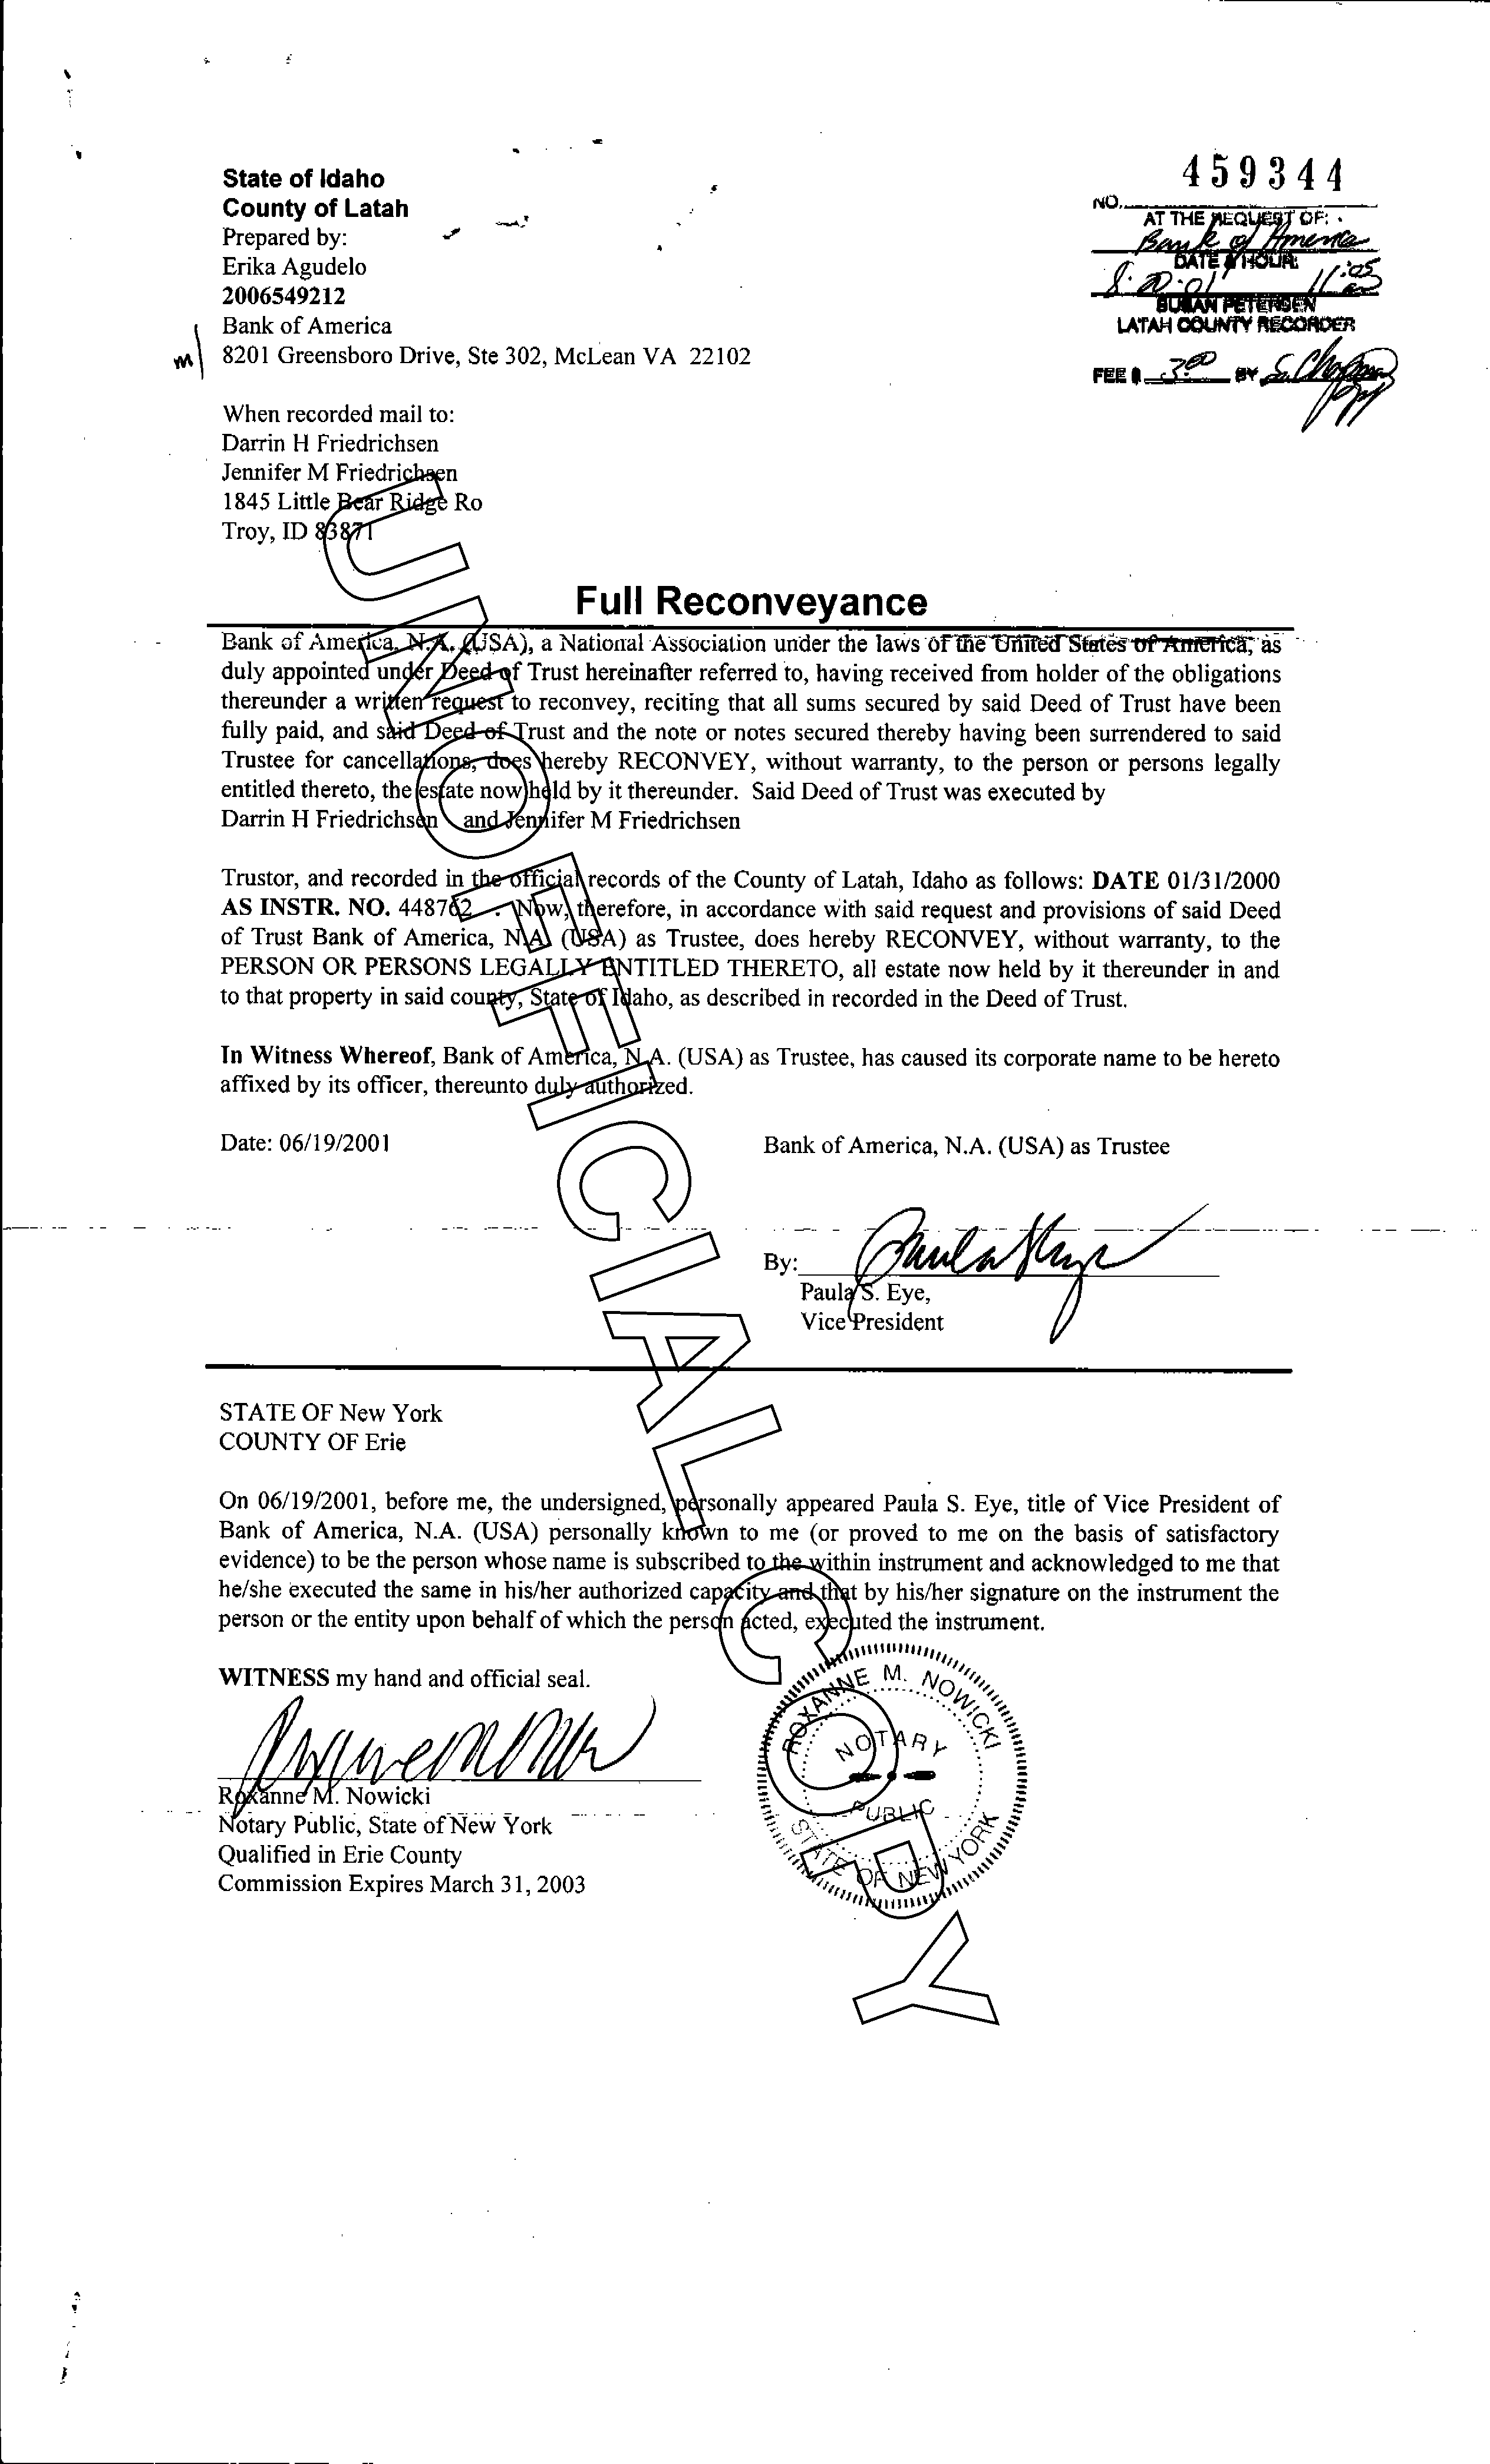 459344
NO.
AT THE REQUEST OF:
Bank of America
DATE & HOUR:
8.20.01 11:05
SUSAN PETERSEN
LATAH COUNTY RECORDER
FEE $ 3.00 BY S. Chapman
State of Idaho
County of Latah
Prepared by:
Erika Agudelo
2006549212
Bank of America
m 8201 Greensboro Drive, Ste 302, McLean VA 22102
When recorded mail to:
Darrin H Friedrichsen
Jennifer M Friedrichsen
1845 Little Bear Ridge Ro
Troy, ID 83871
Full Reconveyance
Bank of America, N.A. (USA), a National Association under the laws of the United States of America, as
duly appointed under Deed of Trust hereinafter referred to, having received from holder of the obligations
thereunder a written request to reconvey, reciting that all sums secured by said Deed of Trust have been
fully paid, and said Deed of Trust and the note or notes secured thereby having been surrendered to said
Trustee for cancellations, does hereby RECONVEY, without warranty, to the person or persons legally
entitled thereto, the estate now held by it thereunder. Said Deed of Trust was executed by
Darrin H Friedrichsen and Jennifer M Friedrichsen
Trustor, and recorded in the official records of the County of Latah, Idaho as follows: DATE 01/31/2000
AS INSTR. NO. 448762 . Now, therefore, in accordance with said request and provisions of said Deed
of Trust Bank of America, N.A. (USA) as Trustee, does hereby RECONVEY, without warranty, to the
PERSON OR PERSONS LEGALLY ENTITLED THERETO, all estate now held by it thereunder in and
to that property in said county, State of Idaho, as described in recorded in the Deed of Trust.
In Witness Whereof, Bank of America, N.A. (USA) as Trustee, has caused its corporate name to be hereto
affixed by its officer, thereunto duly authorized.
Date: 06/19/2001 Bank of America, N.A. (USA) as Trustee
By:
Paula S. Eye,
Vice President
STATE OF New York
COUNTY OF Erie
On 06/19/2001, before me, the undersigned, personally appeared Paula S. Eye, title of Vice President of
Bank of America, N.A. (USA) personally known to me (or proved to me on the basis of satisfactory
evidence) to be the person whose name is subscribed to the within instrument and acknowledged to me that
he/she executed the same in his/her authorized capacity and that by his/her signature on the instrument the
person or the entity upon behalf of which the person acted, executed the instrument.
WITNESS my hand and official seal.
Roxanne M. Nowicki
Notary Public, State of New York
Qualified in Erie County
Commission Expires March 31, 2003
ROXANNE M. NOWICKI
NOTARY
PUBLIC
STATE OF NEW YORK
UNOFFICIAL COPY